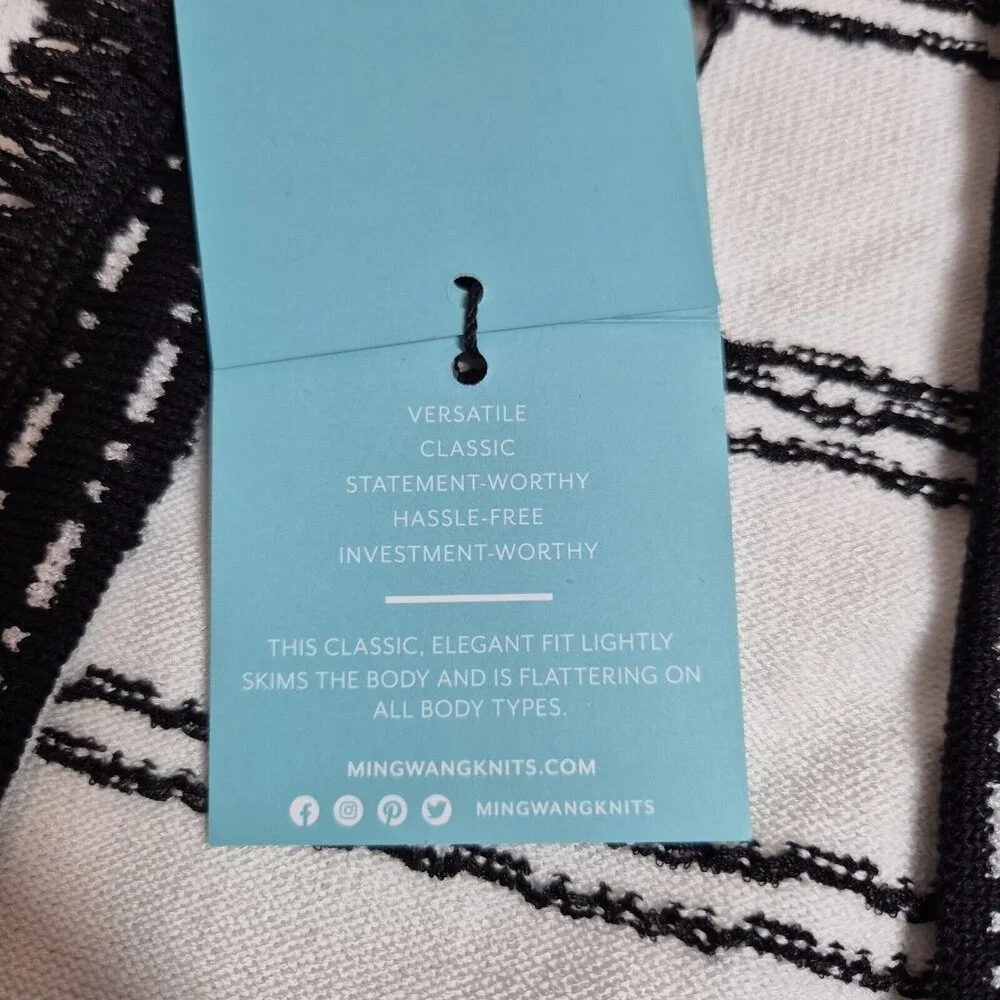 VERSATILE
CLASSIC
STATEMENT-WORTHY
HASSLE-FREE
INVESTMENT-WORTHY
THIS CLASSIC, ELEGANT FIT LIGHTLY
SKIMS THE BODY AND IS FLATTERING ON
ALL BODY TYPES.
MINGWANGKNITS.COM
MINGWANGKNITS